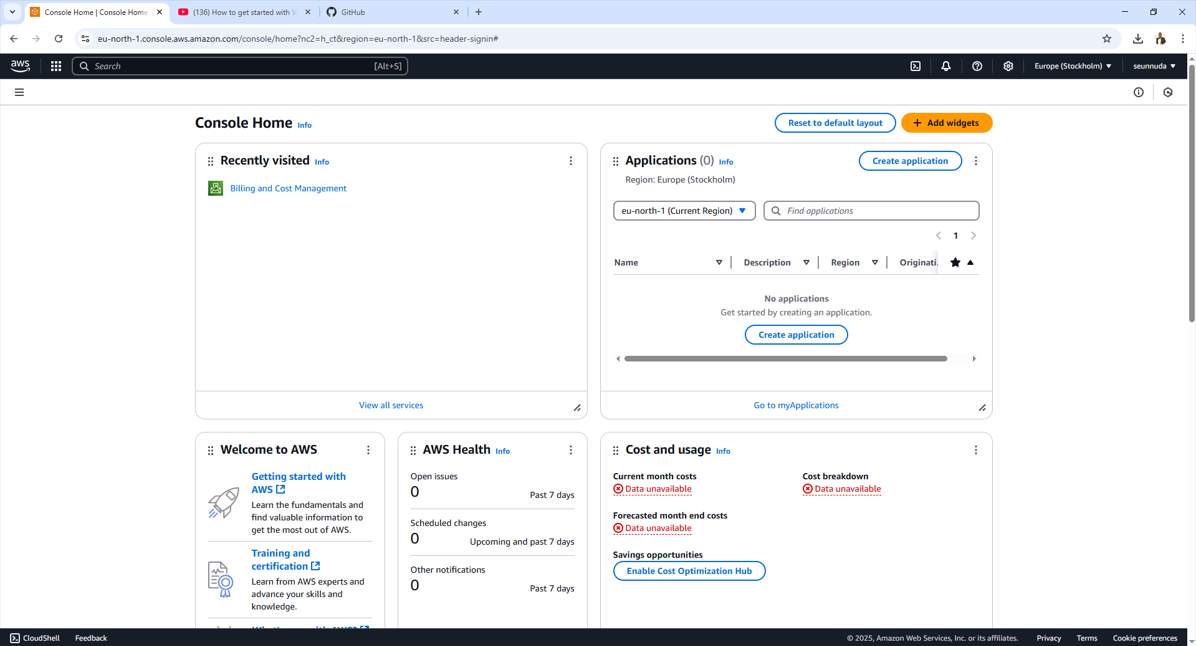 Console Home | Console Home
(136) How to get started with
GitHub
eu-north-1.console.aws.amazon.com/console/home?nc2=h_ct&region=eu-north-1&src=header-signin#
aws
Search
[Alt+S]
Europe (Stockholm)
seunnuda
Console Home Info
Reset to default layout
Add widgets
Recently visited Info
Billing and Cost Management
View all services
Applications (0) Info
Create application
Region: Europe (Stockholm)
eu-north-1 (Current Region)
Find applications
1
Name
Description
Region
Originati
No applications
Get started by creating an application.
Create application
Go to myApplications
Welcome to AWS
Getting started with
AWS
Learn the fundamentals and
find valuable information to
get the most out of AWS.
Training and
certification
Learn from AWS experts and
advance your skills and
knowledge.
AWS Health Info
Open issues
0
Past 7 days
Scheduled changes
0
Upcoming and past 7 days
Other notifications
0
Past 7 days
Cost and usage Info
Current month costs
Data unavailable
Cost breakdown
Data unavailable
Forecasted month end costs
Data unavailable
Savings opportunities
Enable Cost Optimization Hub
CloudShell
Feedback
© 2025, Amazon Web Services, Inc. or its affiliates.
Privacy
Terms
Cookie preferences